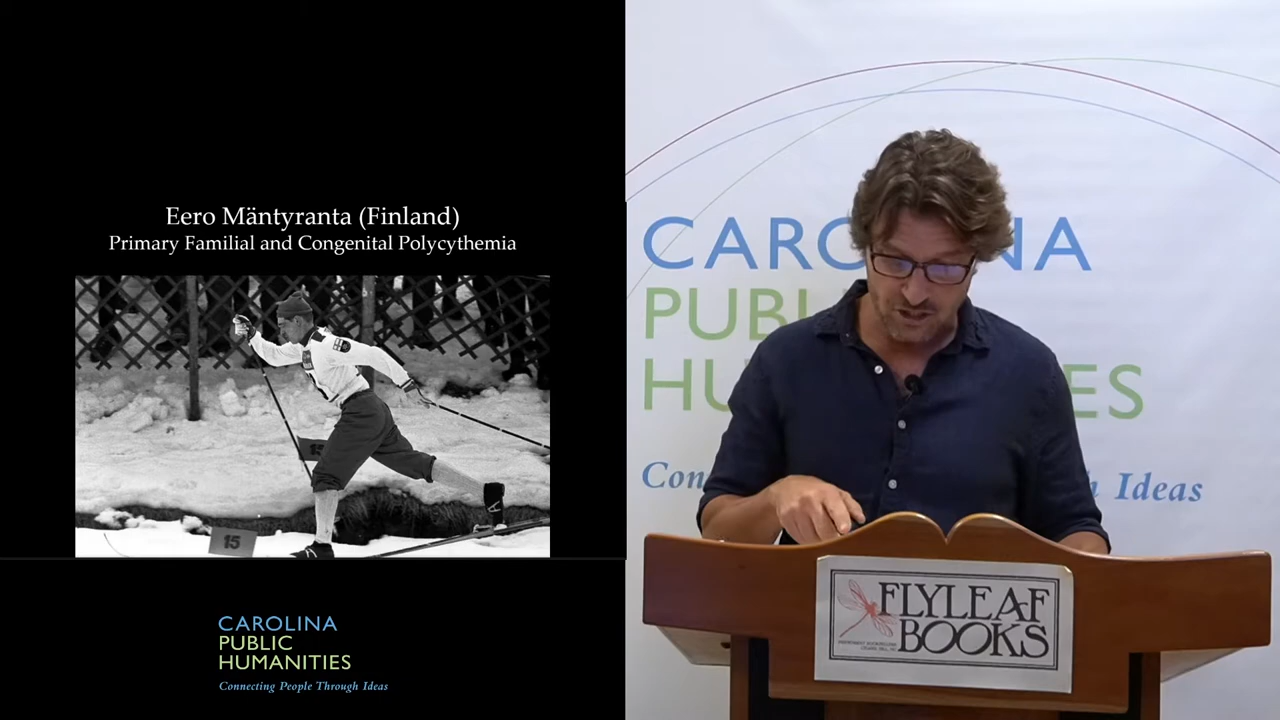 Eero Mäntyranta (Finland)
Primary Familial and Congenital Polycythemia
15
15
CAROLINA
PUBLIC
HUMANITIES
Connecting People Through Ideas
CARO NA
PUBL
HU ES
Con h Ideas
FLYLEAF
BOOKS